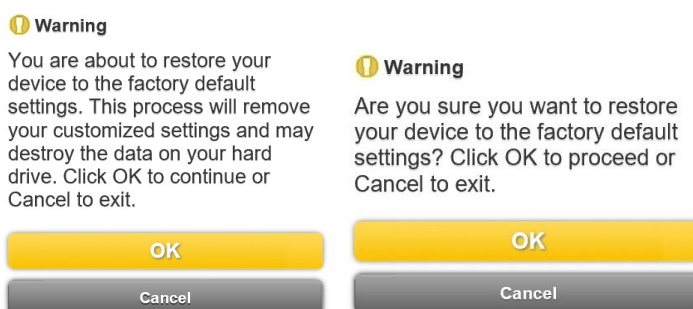 Warning
You are about to restore your
device to the factory default
settings. This process will remove
your customized settings and may
destroy the data on your hard
drive. Click OK to continue or
Cancel to exit.
OK
Cancel
Warning
Are you sure you want to restore
your device to the factory default
settings? Click OK to proceed or
Cancel to exit.
OK
Cancel